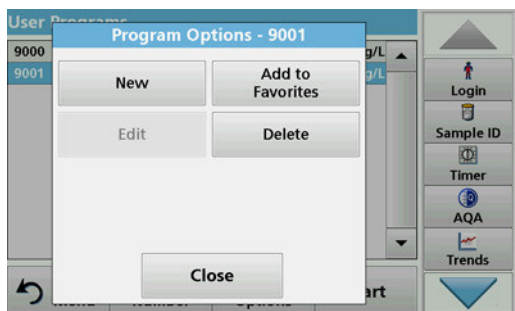 User Programs
Program Options - 9001
9000
g/L
9001
g/L
New
Add to
Favorites
Edit
Delete
Close
Login
Sample ID
Timer
AQA
Trends